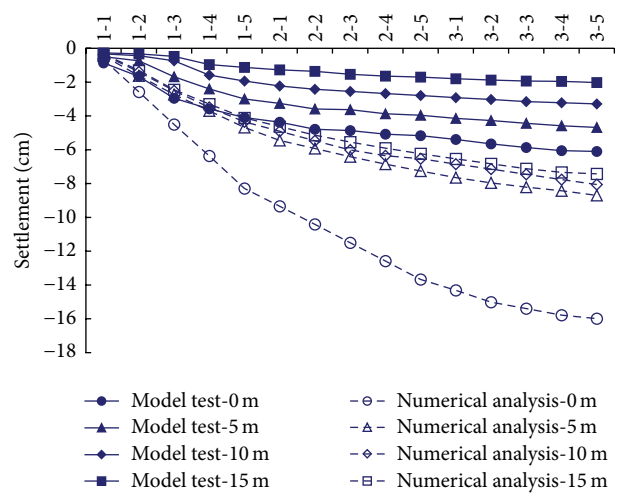 1-1 1-2 1-3 1-4 1-5 2-1 2-2 2-3 2-4 2-5 3-1 3-2 3-3 3-4 3-5
0
−2
−4
−6
−8
−10
−12
−14
−16
−18
Settlement (cm)
Model test-0 m
Model test-5 m
Model test-10 m
Model test-15 m
Numerical analysis-0 m
Numerical analysis-5 m
Numerical analysis-10 m
Numerical analysis-15 m